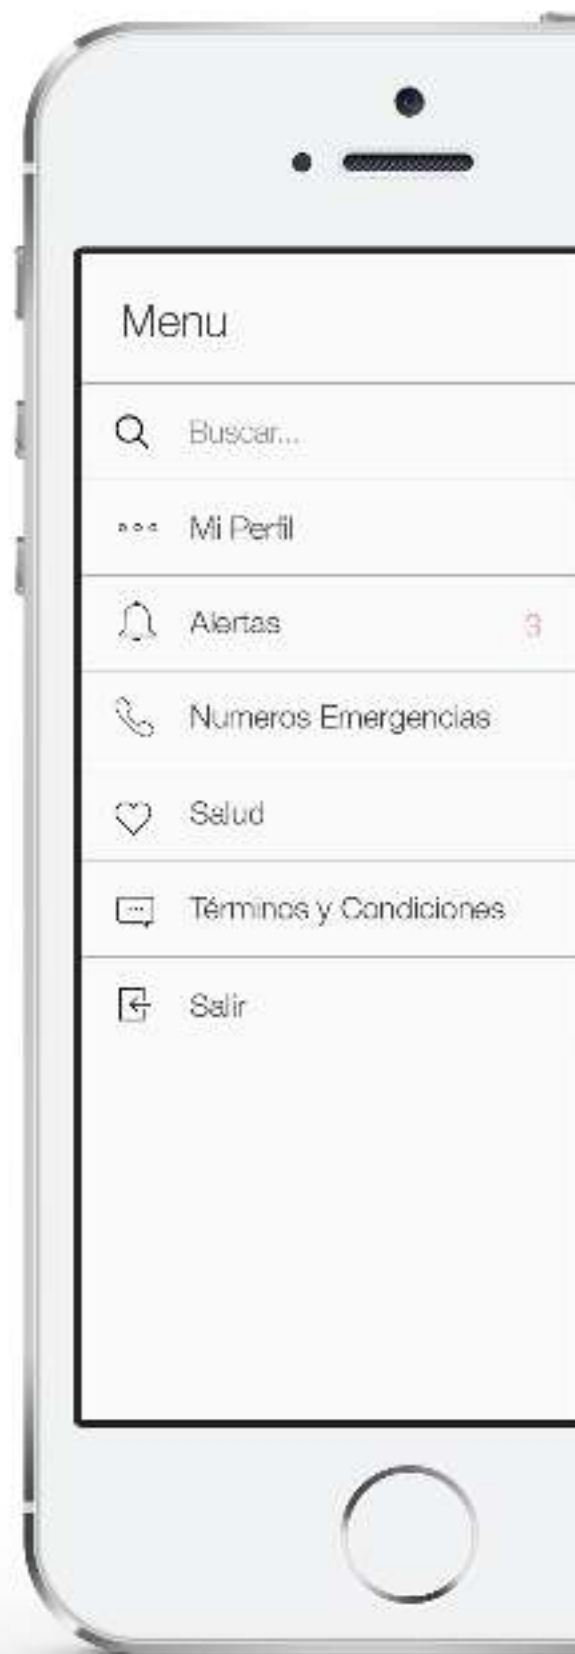 Menu
Buscar...
Mi Perfil
Alertas 3
Numeros Emergencias
Salud
Términos y Condiciones
Salir